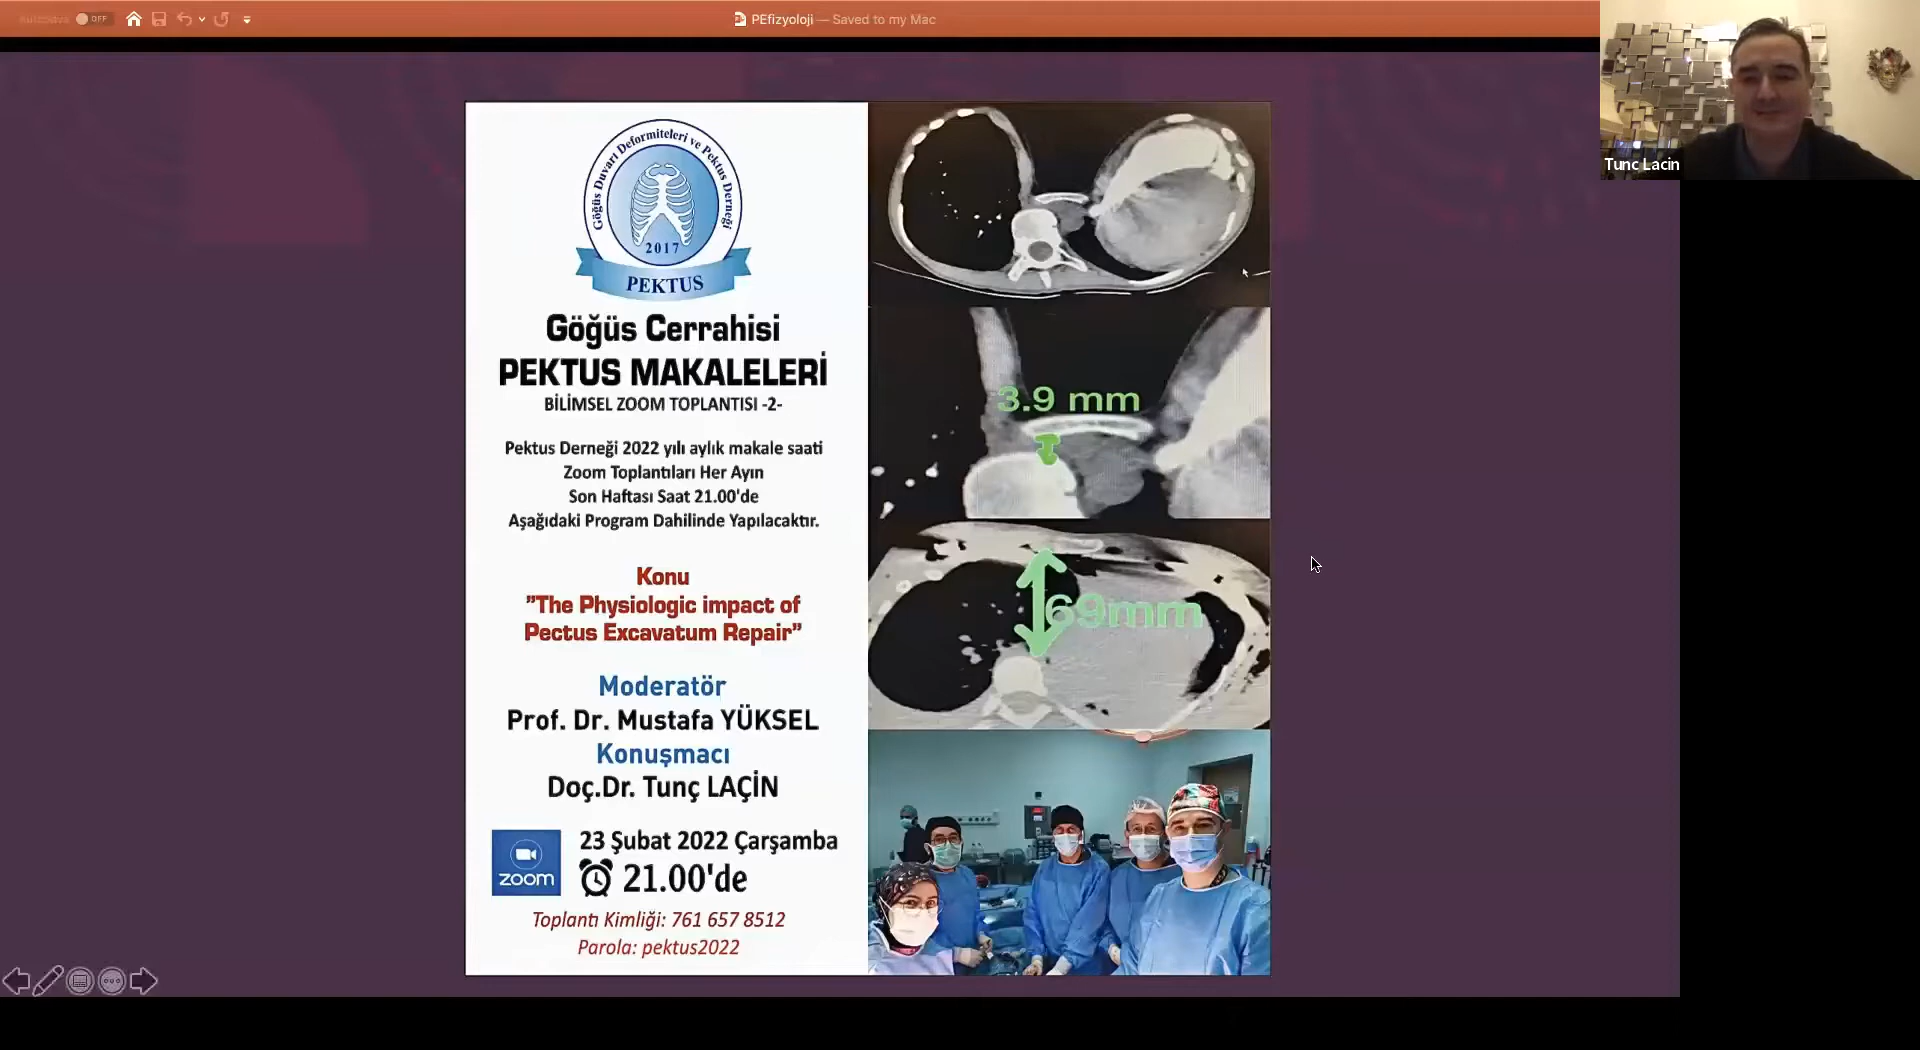 AutoSave OFF
PEfizyoloji — Saved to my Mac
Tunc Lacin
Göğüs Duvarı Deformiteleri ve Pektus Derneği
2017
PEKTUS
Göğüs Cerrahisi
PEKTUS MAKALELERİ
BİLİMSEL ZOOM TOPLANTISI -2-
Pektus Derneği 2022 yılı aylık makale saati
Zoom Toplantıları Her Ayın
Son Haftası Saat 21.00'de
Aşağıdaki Program Dahilinde Yapılacaktır.
Konu
”The Physiologic impact of
Pectus Excavatum Repair”
Moderatör
Prof. Dr. Mustafa YÜKSEL
Konuşmacı
Doç.Dr. Tunç LAÇİN
zoom
23 Şubat 2022 Çarşamba
21.00'de
Toplantı Kimliği: 761 657 8512
Parola: pektus2022
3.9 mm
69mm